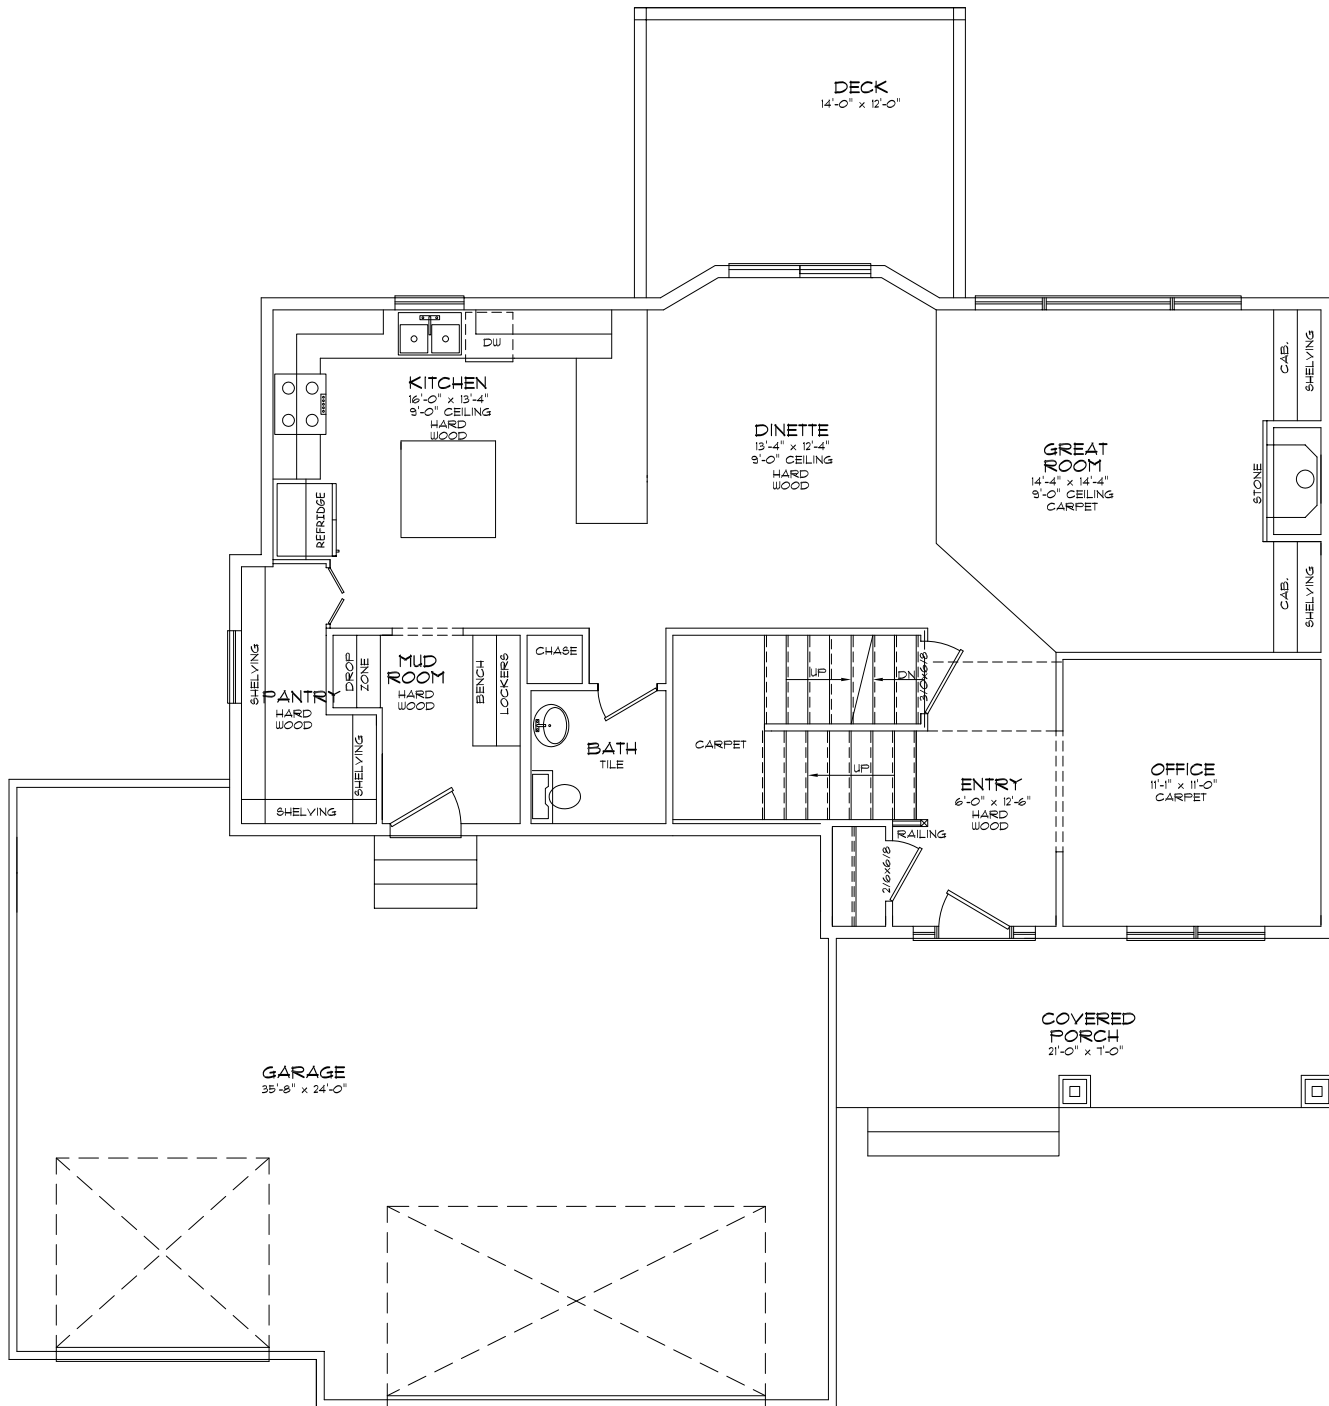 DECK
14'-0" x 12'-0"
DW
KITCHEN
16'-0" x 13'-4"
9'-0" CEILING
HARD
WOOD
DINETTE
13'-4" x 12'-4"
9'-0" CEILING
HARD
WOOD
GREAT
ROOM
14'-4" x 14'-4"
9'-0" CEILING
CARPET
CAB.
SHELVING
STONE
CAB.
SHELVING
REFRIDGE
SHELVING
PANTRY
HARD
WOOD
SHELVING
SHELVING
DROP
ZONE
MUD
ROOM
HARD
WOOD
BENCH
LOCKERS
CHASE
BATH
TILE
UP
DN
2/0x6/8
CARPET
UP
ENTRY
6'-0" x 12'-6"
HARD
WOOD
RAILING
2/6x6/8
OFFICE
11'-1" x 11'-0"
CARPET
COVERED
PORCH
21'-0" x 7'-0"
GARAGE
35'-8" x 24'-0"